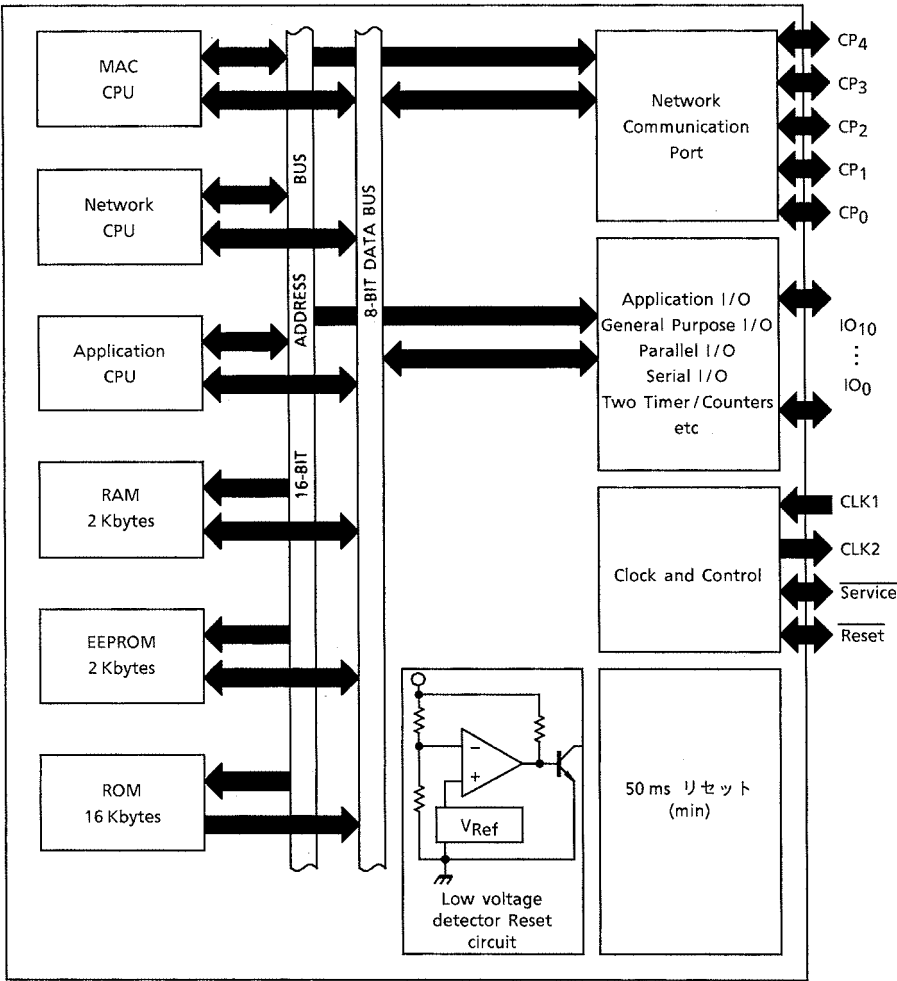 MAC
CPU
Network
CPU
Application
CPU
RAM
2 Kbytes
EEPROM
2 Kbytes
ROM
16 Kbytes
16-BIT ADDRESS BUS
8-BIT DATA BUS
Network
Communication
Port
Application I/O
General Purpose I/O
Parallel I/O
Serial I/O
Two Timer/Counters
etc
Clock and Control
50 ms リセット
(min)
VRef
Low voltage
detector Reset
circuit
CP4
CP3
CP2
CP1
CP0
IO10
⋮
IO0
CLK1
CLK2
Service
Reset